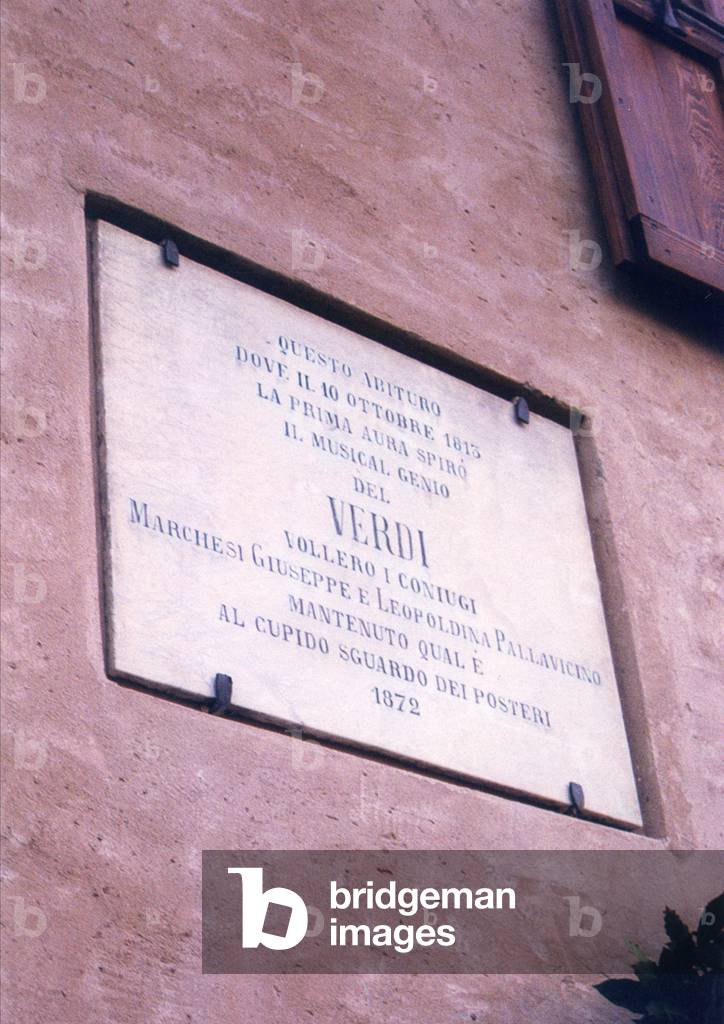 QUESTO ABITURO
DOVE IL 10 OTTOBRE 1813
LA PRIMA AURA SPIRÒ
IL MUSICAL GENIO
DEL
VERDI
VOLLERO I CONIUGI
MARCHESI GIUSEPPE E LEOPOLDINA PALLAVICINO
MANTENUTO QUAL È
AL CUPIDO SGUARDO DEI POSTERI
1872
b bridgeman
images